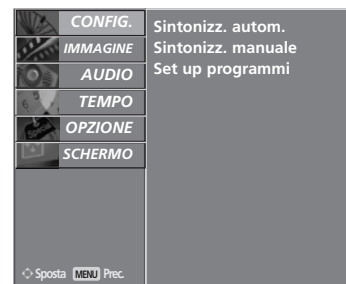 CONFIG.
IMMAGINE
AUDIO
TEMPO
OPZIONE
SCHERMO
Sintonizz. autom.
Sintonizz. manuale
Set up programmi
Sposta MENU Prec.